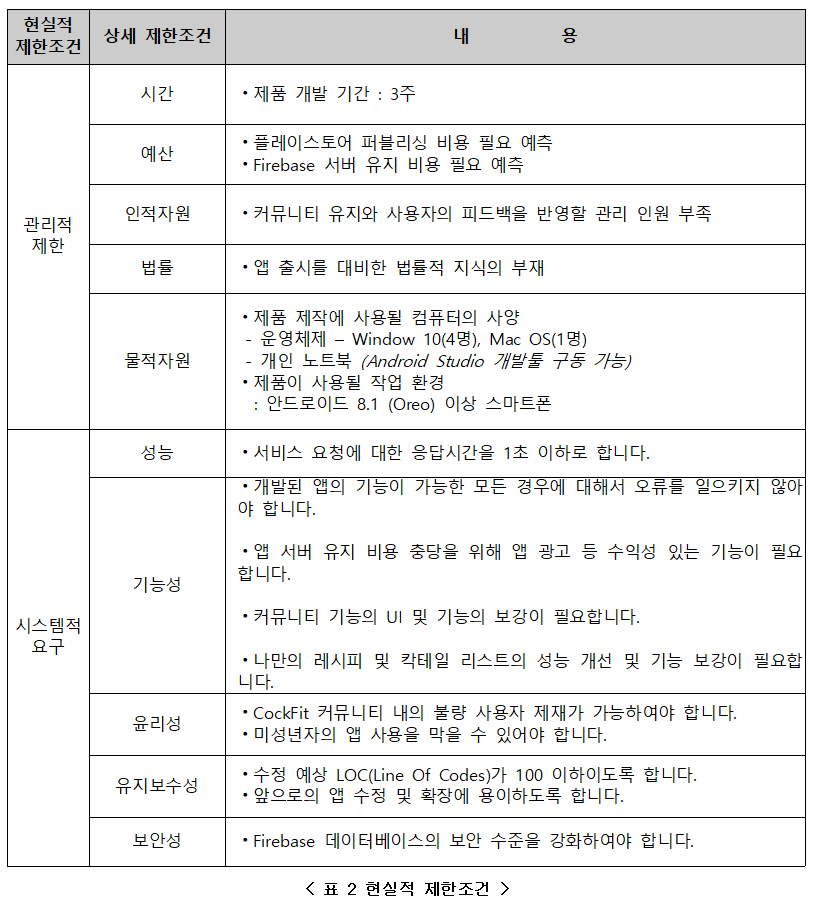 현실적
제한조건
상세 제한조건
내 용
관리적
제한
시간
•제품 개발 기간 : 3주
예산
•플레이스토어 퍼블리싱 비용 필요 예측
•Firebase 서버 유지 비용 필요 예측
인적자원
•커뮤니티 유지와 사용자의 피드백을 반영할 관리 인원 부족
법률
•앱 출시를 대비한 법률적 지식의 부재
물적자원
•제품 제작에 사용될 컴퓨터의 사양
- 운영체제 – Window 10(4명), Mac OS(1명)
- 개인 노트북 (Android Studio 개발툴 구동 가능)
•제품이 사용될 작업 환경
: 안드로이드 8.1 (Oreo) 이상 스마트폰
시스템적
요구
성능
•서비스 요청에 대한 응답시간을 1초 이하로 합니다.
기능성
•개발된 앱의 기능이 가능한 모든 경우에 대해서 오류를 일으키지 않아
야 합니다.
•앱 서버 유지 비용 충당을 위해 앱 광고 등 수익성 있는 기능이 필요
합니다.
•커뮤니티 기능의 UI 및 기능의 보강이 필요합니다.
•나만의 레시피 및 칵테일 리스트의 성능 개선 및 기능 보강이 필요합
니다.
윤리성
•CockFit 커뮤니티 내의 불량 사용자 제재가 가능하여야 합니다.
•미성년자의 앱 사용을 막을 수 있어야 합니다.
유지보수성
•수정 예상 LOC(Line Of Codes)가 100 이하이도록 합니다.
•앞으로의 앱 수정 및 확장에 용이하도록 합니다.
보안성
•Firebase 데이터베이스의 보안 수준을 강화하여야 합니다.
< 표 2 현실적 제한조건 >